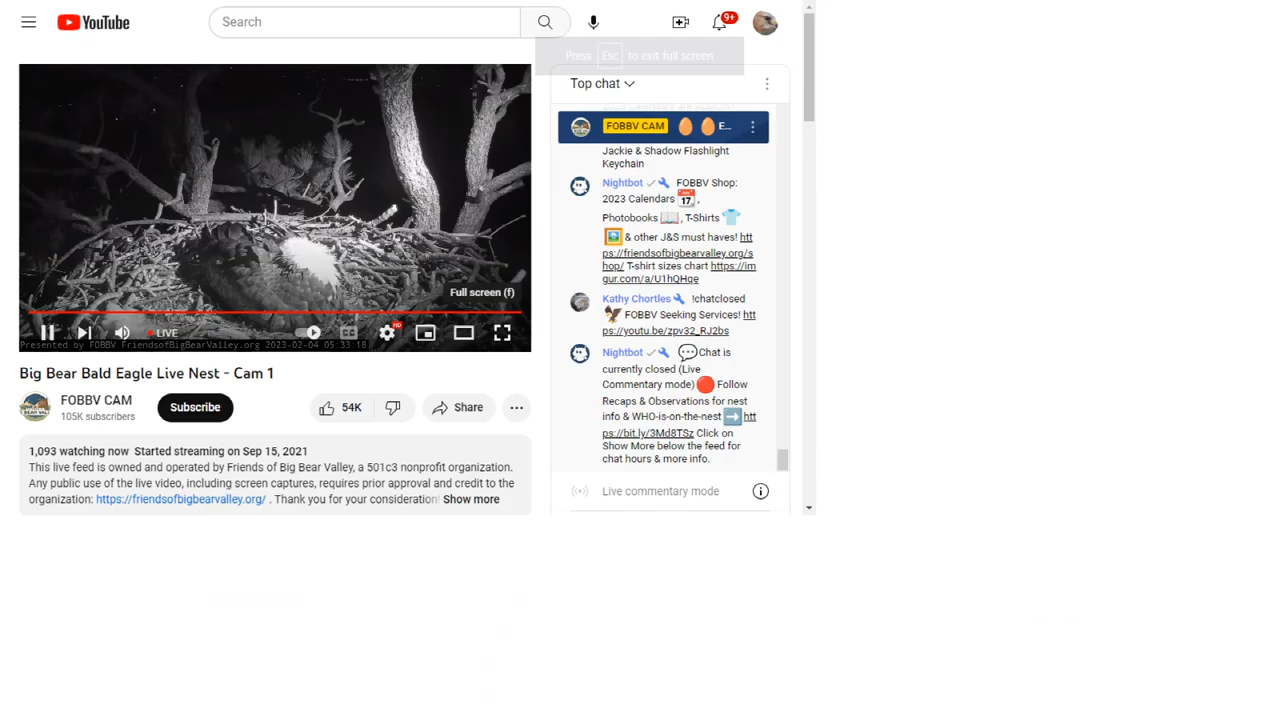 YouTube
Search
9+
Press Esc to exit full screen
Top chat
FOBBV CAM E...
Jackie & Shadow Flashlight
Keychain
Nightbot FOBBV Shop:
2023 Calendars ,
Photobooks , T-Shirts
& other J&S must haves! htt
ps://friendsofbigbearvalley.org/s
hop/ T-shirt sizes chart https://im
gur.com/a/U1hQHqe
Kathy Chortles !chatclosed
FOBBV Seeking Services! htt
ps://youtu.be/zpv32_RJ2bs
Nightbot Chat is
currently closed (Live
Commentary mode) Follow
Recaps & Observations for nest
info & WHO-is-on-the-nest htt
ps://bit.ly/3Md8TSz Click on
Show More below the feed for
chat hours & more info.
Live commentary mode
Full screen (f)
LIVE
HD
Presented by FOBBV FriendsofBigBearValley.org 2023-02-04 05:33:18
Big Bear Bald Eagle Live Nest - Cam 1
FOBBV CAM
105K subscribers
Subscribe
54K
Share
1,093 watching now Started streaming on Sep 15, 2021
This live feed is owned and operated by Friends of Big Bear Valley, a 501c3 nonprofit organization.
Any public use of the live video, including screen captures, requires prior approval and credit to the
organization: https://friendsofbigbearvalley.org/ . Thank you for your consideration! Show more